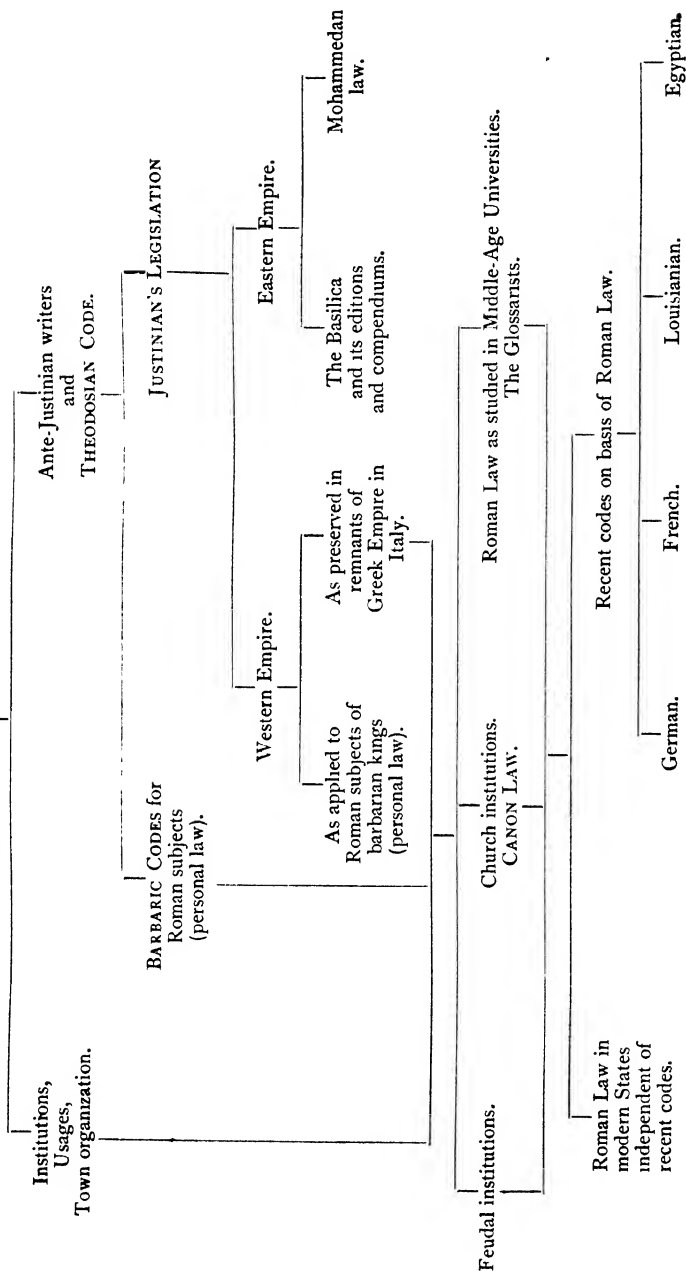 Ante-Justinian writers
and
THEODOSIAN CODE.
Institutions,
Usages,
Town organization.
BARBARIC CODES for
Roman subjects
(personal law).
JUSTINIAN'S LEGISLATION
Western Empire.
Eastern Empire.
As applied to
Roman subjects of
barbarian kings
(personal law).
As preserved in
remnants of
Greek Empire in
Italy.
The Basilica
and its editions
and compendiums.
Mohammedan
law.
Feudal institutions.
Church institutions.
CANON LAW.
Roman Law as studied in Middle-Age Universities.
The Glossarists.
Roman Law in
modern States
independent of
recent codes.
Recent codes on basis of Roman Law.
German.
French.
Louisianian.
Egyptian.